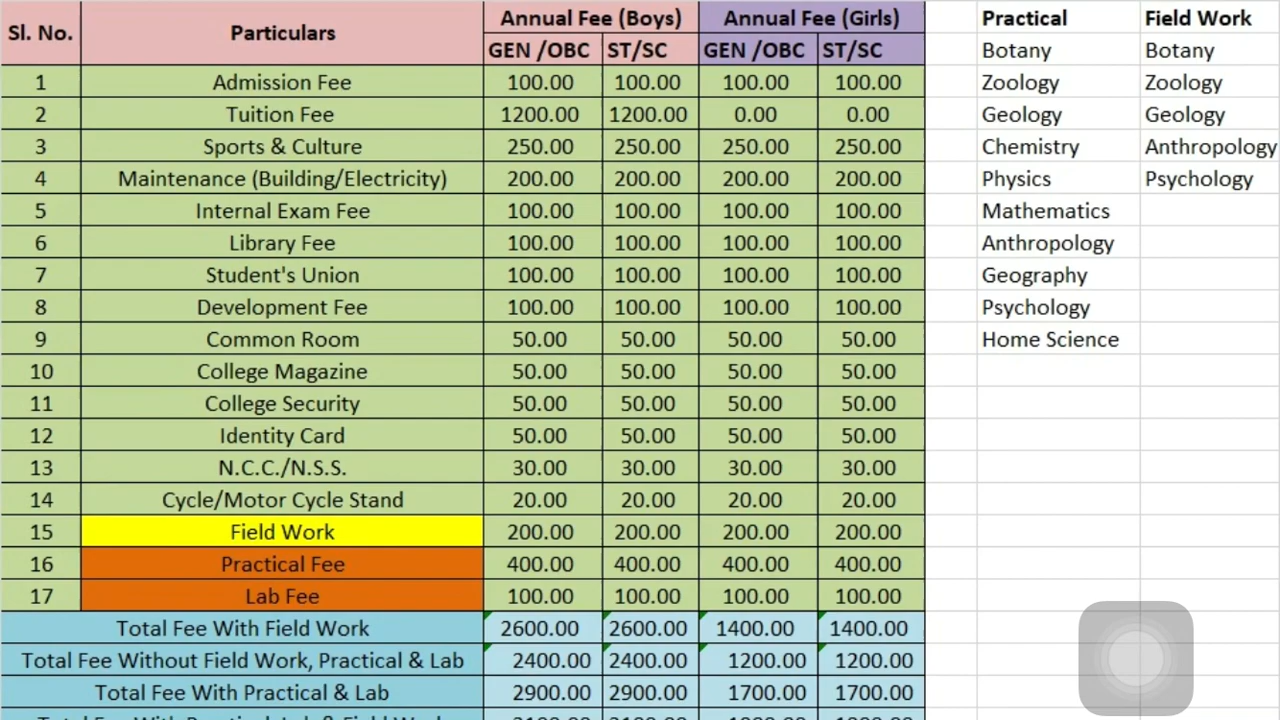 Sl. No. Particulars Annual Fee (Boys) Annual Fee (Girls) Practical Field Work
GEN /OBC ST/SC GEN /OBC ST/SC Botany Botany
1 Admission Fee 100.00 100.00 100.00 100.00 Zoology Zoology
2 Tuition Fee 1200.00 1200.00 0.00 0.00 Geology Geology
3 Sports & Culture 250.00 250.00 250.00 250.00 Chemistry Anthropology
4 Maintenance (Building/Electricity) 200.00 200.00 200.00 200.00 Physics Psychology
5 Internal Exam Fee 100.00 100.00 100.00 100.00 Mathematics
6 Library Fee 100.00 100.00 100.00 100.00 Anthropology
7 Student's Union 100.00 100.00 100.00 100.00 Geography
8 Development Fee 100.00 100.00 100.00 100.00 Psychology
9 Common Room 50.00 50.00 50.00 50.00 Home Science
10 College Magazine 50.00 50.00 50.00 50.00
11 College Security 50.00 50.00 50.00 50.00
12 Identity Card 50.00 50.00 50.00 50.00
13 N.C.C./N.S.S. 30.00 30.00 30.00 30.00
14 Cycle/Motor Cycle Stand 20.00 20.00 20.00 20.00
15 Field Work 200.00 200.00 200.00 200.00
16 Practical Fee 400.00 400.00 400.00 400.00
17 Lab Fee 100.00 100.00 100.00 100.00
Total Fee With Field Work 2600.00 2600.00 1400.00 1400.00
Total Fee Without Field Work, Practical & Lab 2400.00 2400.00 1200.00 1200.00
Total Fee With Practical & Lab 2900.00 2900.00 1700.00 1700.00